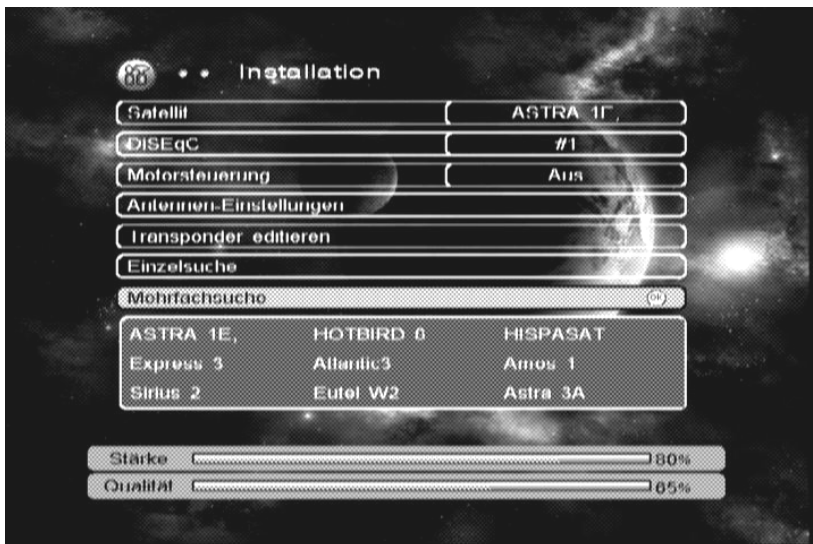 Installation
Satellit ASTRA 1E,
DiSEqC #1
Motorsteuerung Aus
Antennen-Einstellungen
Transponder editieren
Einzelsuche
Mehrfachsuche OK
ASTRA 1E, HOTBIRD 6 HISPASAT
Express 3 Atlantic3 Amos 1
Sirius 2 Eutel W2 Astra 3A
Stärke 80%
Qualität 65%